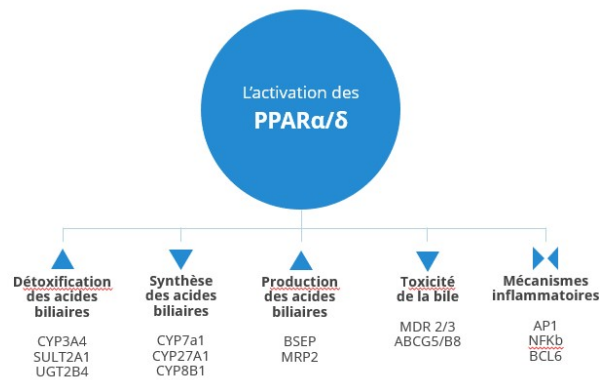 L'activation des
PPARα/δ
Détoxification
des acides
biliaires
CYP3A4
SULT2A1
UGT2B4
Synthèse
des acides
biliaires
CYP7a1
CYP27A1
CYP8B1
Production
des acides
biliaires
BSEP
MRP2
Toxicité
de la bile
MDR 2/3
ABCG5/B8
Mécanismes
inflammatoires
AP1
NFKb
BCL6